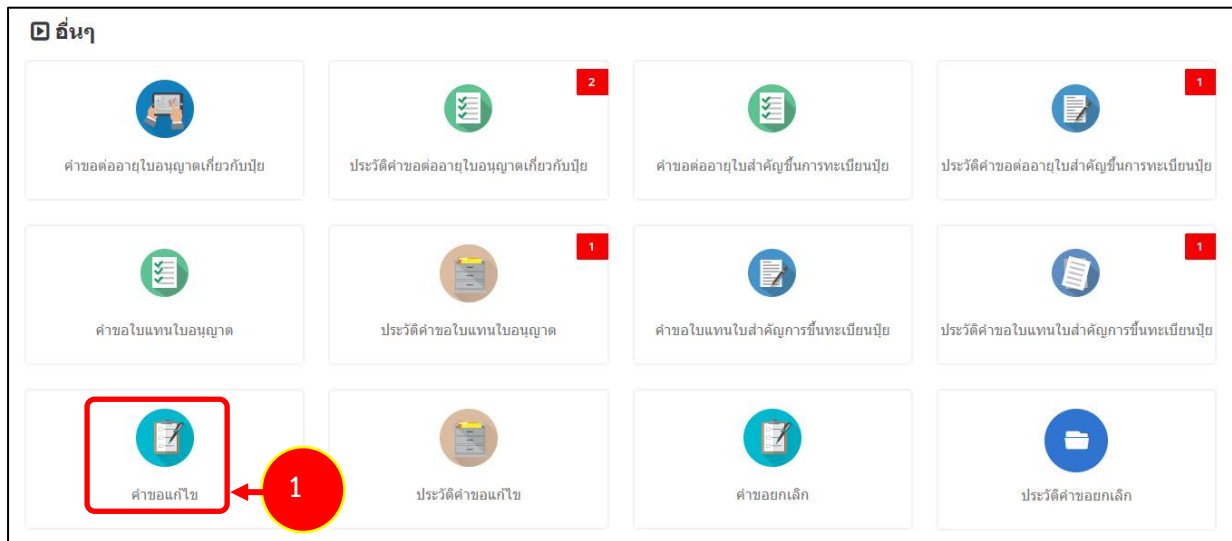 อื่นๆ
2
1
คำขอต่ออายุใบอนุญาตเกี่ยวกับปุ๋ย
ประวัติคำขอต่ออายุใบอนุญาตเกี่ยวกับปุ๋ย
คำขอต่ออายุใบสำคัญขึ้นการทะเบียนปุ๋ย
ประวัติคำขอต่ออายุใบสำคัญขึ้นการทะเบียนปุ๋ย
1
1
คำขอใบแทนใบอนุญาต
ประวัติคำขอใบแทนใบอนุญาต
คำขอใบแทนใบสำคัญการขึ้นทะเบียนปุ๋ย
ประวัติคำขอใบแทนใบสำคัญการขึ้นทะเบียนปุ๋ย
คำขอแก้ไข
1
ประวัติคำขอแก้ไข
คำขอยกเลิก
ประวัติคำขอยกเลิก